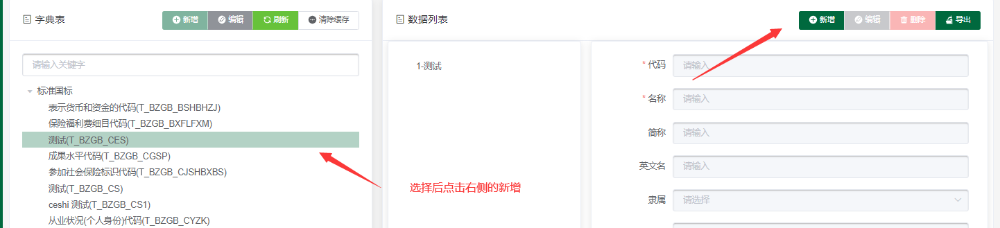 字典表
新增
编辑
刷新
清除缓存
请输入关键字
标准国标
表示货币和资金的代码(T_BZGB_BSHBHZJ)
保险福利费细目代码(T_BZGB_BXFLFXM)
测试(T_BZGB_CES)
成果水平代码(T_BZGB_CGSP)
参加社会保险标识代码(T_BZGB_CJSHBXBS)
测试(T_BZGB_CS)
ceshi 测试(T_BZGB_CS1)
从业状况(个人身份)代码(T_BZGB_CYZK)
数据列表
新增
编辑
删除
导出
1-测试
选择后点击右侧的新增
* 代码
请输入
* 名称
请输入
简称
请输入
英文名
请输入
隶属
请选择